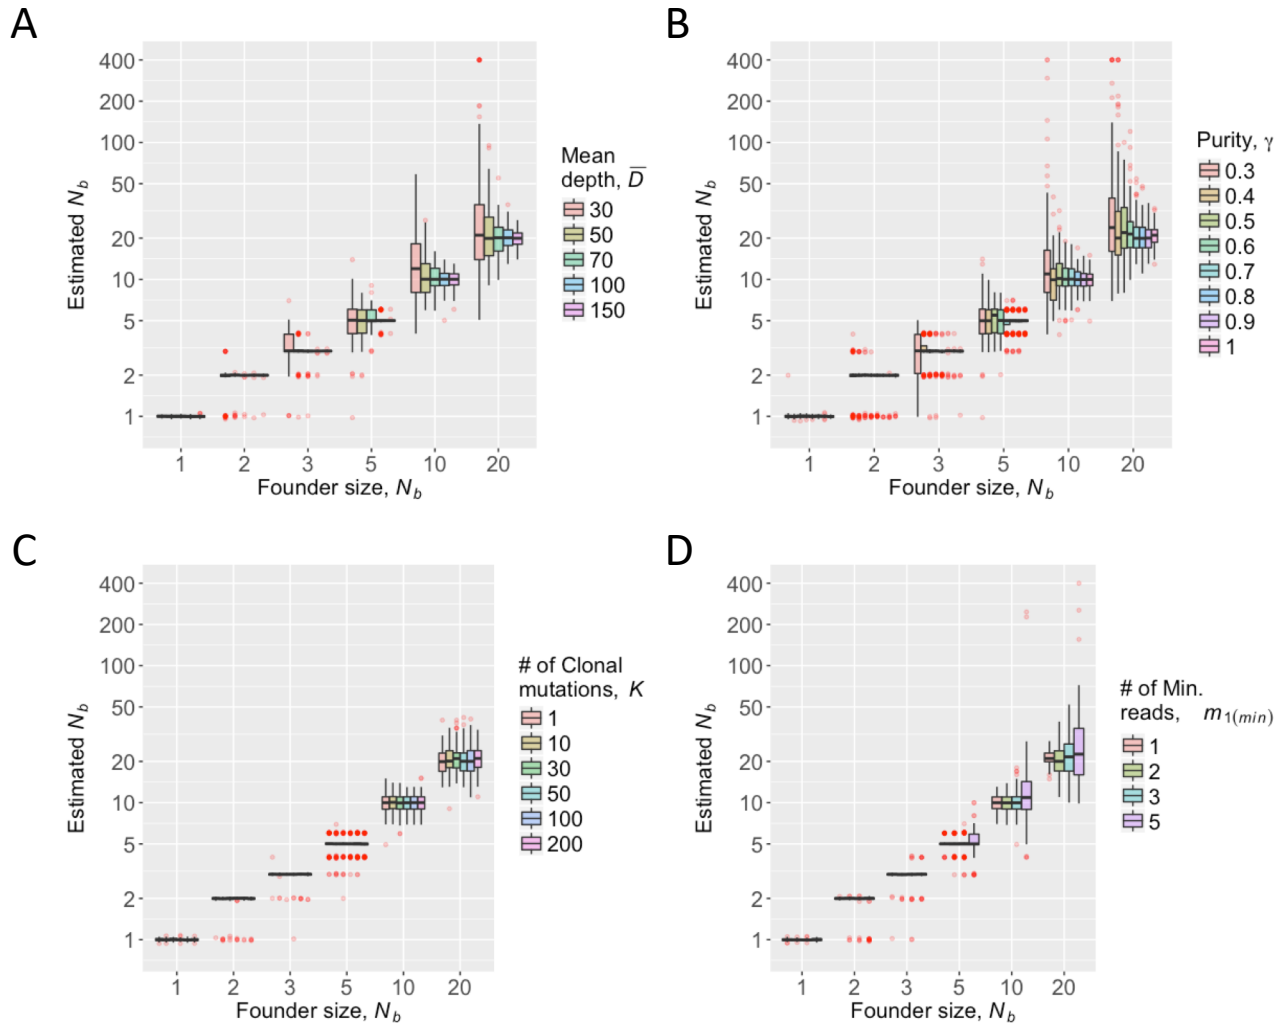 A
400
200
100
50
20
10
5
2
1
Estimated N_b
1 2 3 5 10 20
Founder size, N_b
Mean
depth, D̅
30
50
70
100
150
B
400
200
100
50
20
10
5
2
1
Estimated N_b
1 2 3 5 10 20
Founder size, N_b
Purity, γ
0.3
0.4
0.5
0.6
0.7
0.8
0.9
1
C
400
200
100
50
20
10
5
2
1
Estimated N_b
1 2 3 5 10 20
Founder size, N_b
# of Clonal
mutations, K
1
10
30
50
100
200
D
400
200
100
50
20
10
5
2
1
Estimated N_b
1 2 3 5 10 20
Founder size, N_b
# of Min.
reads, m_1(min)
1
2
3
5